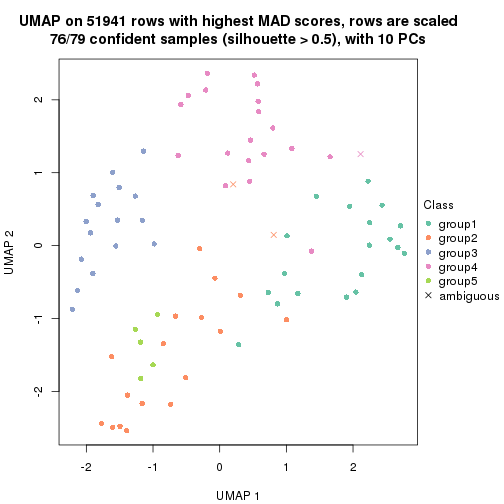 UMAP on 51941 rows with highest MAD scores, rows are scaled
76/79 confident samples (silhouette > 0.5), with 10 PCs
2
1
0
-1
-2
UMAP 2
-2
-1
0
1
2
UMAP 1
Class
group1
group2
group3
group4
group5
ambiguous